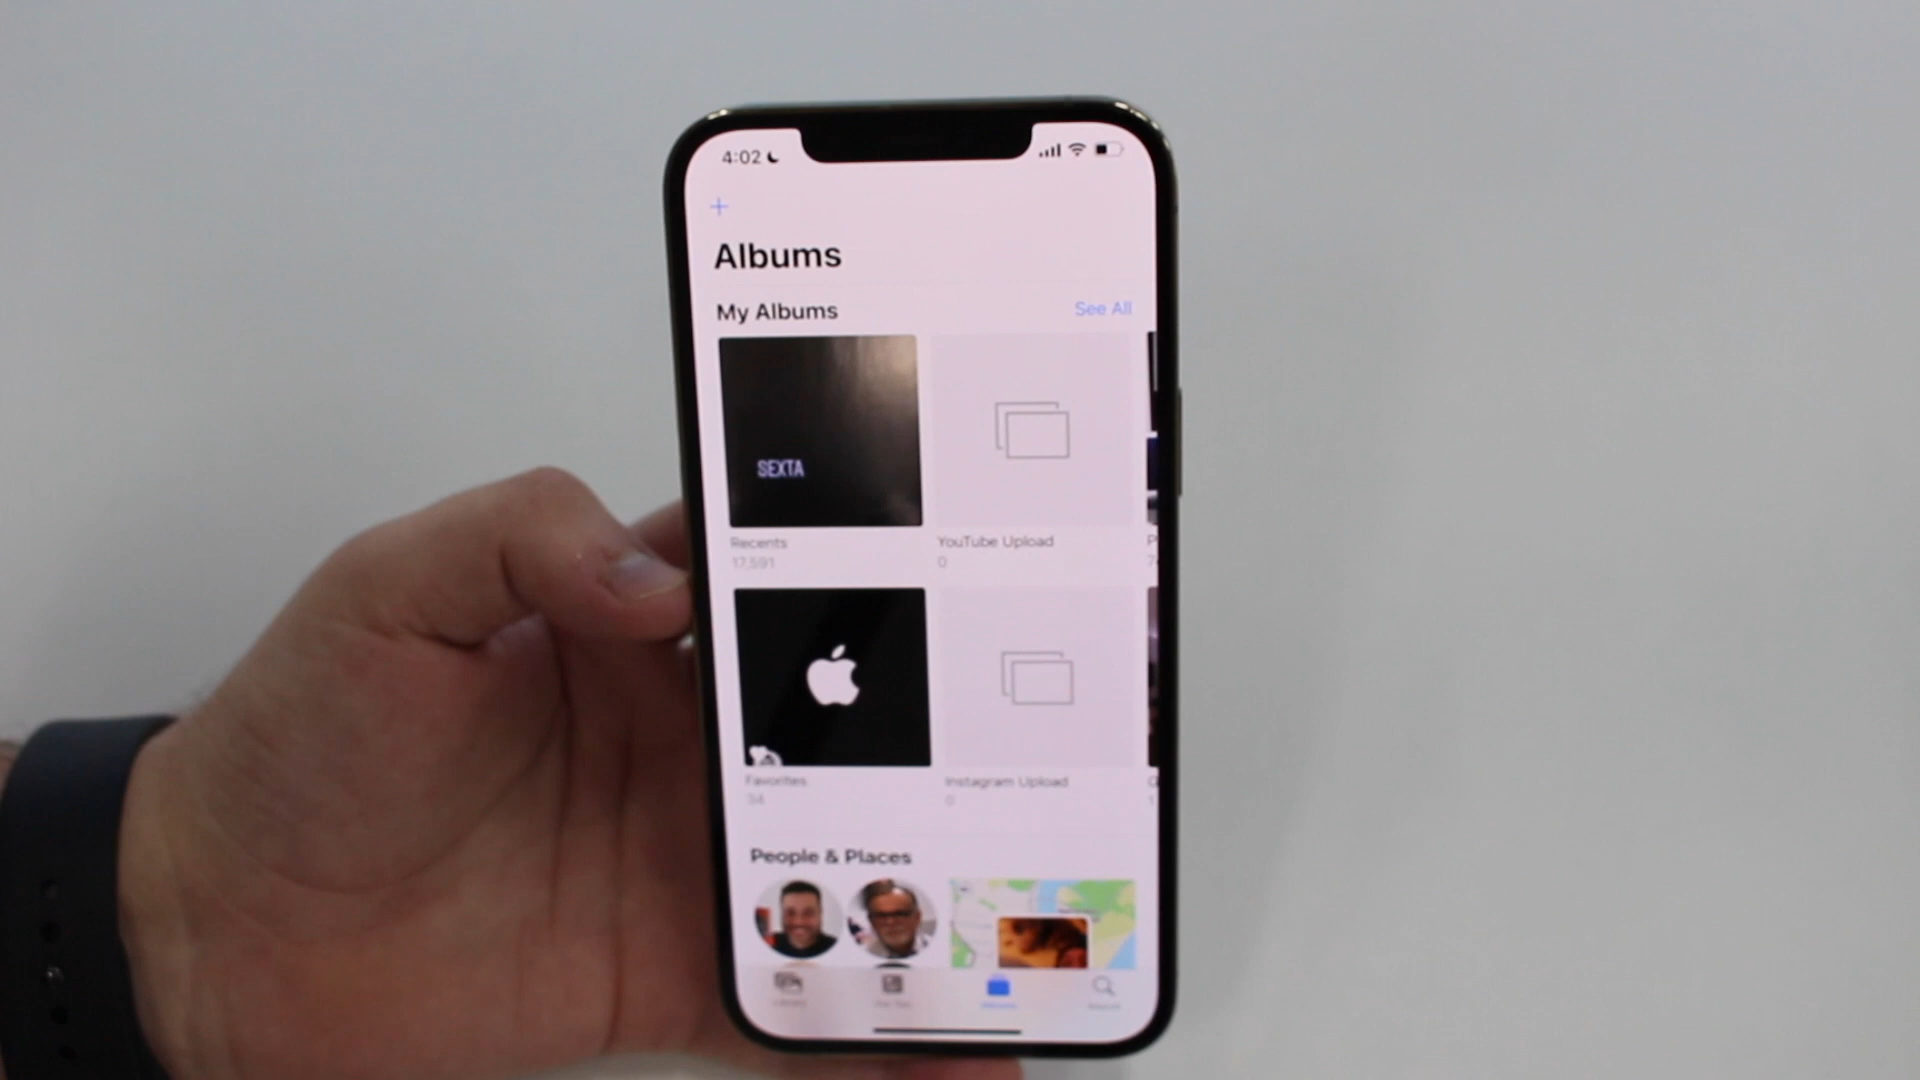 4:02
Albums
My Albums
See All
SEXTA
Recents
YouTube Upload
17,591
0
Favorites
Instagram Upload
34
0
People & Places